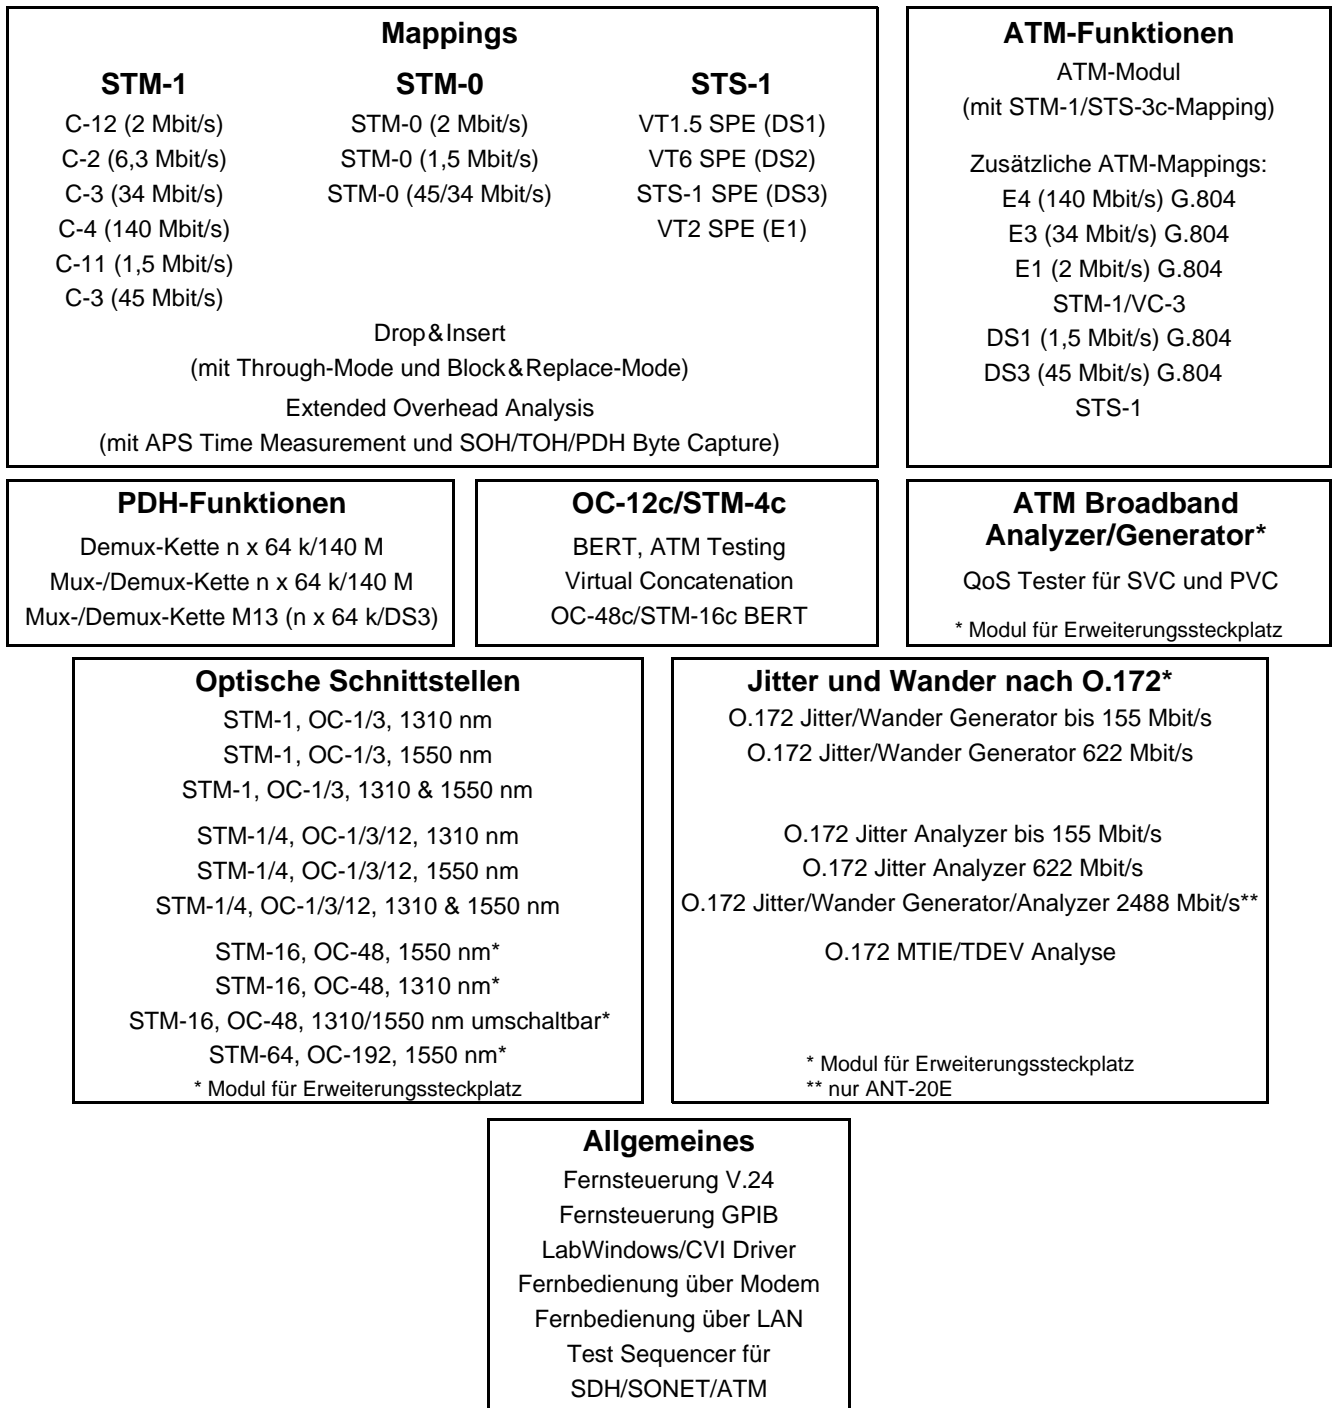 Mappings
STM-1
C-12 (2 Mbit/s)
C-2 (6,3 Mbit/s)
C-3 (34 Mbit/s)
C-4 (140 Mbit/s)
C-11 (1,5 Mbit/s)
C-3 (45 Mbit/s)
STM-0
STM-0 (2 Mbit/s)
STM-0 (1,5 Mbit/s)
STM-0 (45/34 Mbit/s)
STS-1
VT1.5 SPE (DS1)
VT6 SPE (DS2)
STS-1 SPE (DS3)
VT2 SPE (E1)
Drop&Insert
(mit Through-Mode und Block&Replace-Mode)
Extended Overhead Analysis
(mit APS Time Measurement und SOH/TOH/PDH Byte Capture)
ATM-Funktionen
ATM-Modul
(mit STM-1/STS-3c-Mapping)
Zusätzliche ATM-Mappings:
E4 (140 Mbit/s) G.804
E3 (34 Mbit/s) G.804
E1 (2 Mbit/s) G.804
STM-1/VC-3
DS1 (1,5 Mbit/s) G.804
DS3 (45 Mbit/s) G.804
STS-1
PDH-Funktionen
Demux-Kette n x 64 k/140 M
Mux-/Demux-Kette n x 64 k/140 M
Mux-/Demux-Kette M13 (n x 64 k/DS3)
OC-12c/STM-4c
BERT, ATM Testing
Virtual Concatenation
OC-48c/STM-16c BERT
ATM Broadband
Analyzer/Generator*
QoS Tester für SVC und PVC
* Modul für Erweiterungssteckplatz
Optische Schnittstellen
STM-1, OC-1/3, 1310 nm
STM-1, OC-1/3, 1550 nm
STM-1, OC-1/3, 1310 & 1550 nm
STM-1/4, OC-1/3/12, 1310 nm
STM-1/4, OC-1/3/12, 1550 nm
STM-1/4, OC-1/3/12, 1310 & 1550 nm
STM-16, OC-48, 1550 nm*
STM-16, OC-48, 1310 nm*
STM-16, OC-48, 1310/1550 nm umschaltbar*
STM-64, OC-192, 1550 nm*
* Modul für Erweiterungssteckplatz
Jitter und Wander nach O.172*
O.172 Jitter/Wander Generator bis 155 Mbit/s
O.172 Jitter/Wander Generator 622 Mbit/s
O.172 Jitter Analyzer bis 155 Mbit/s
O.172 Jitter Analyzer 622 Mbit/s
O.172 Jitter/Wander Generator/Analyzer 2488 Mbit/s**
O.172 MTIE/TDEV Analyse
* Modul für Erweiterungssteckplatz
** nur ANT-20E
Allgemeines
Fernsteuerung V.24
Fernsteuerung GPIB
LabWindows/CVI Driver
Fernbedienung über Modem
Fernbedienung über LAN
Test Sequencer für
SDH/SONET/ATM